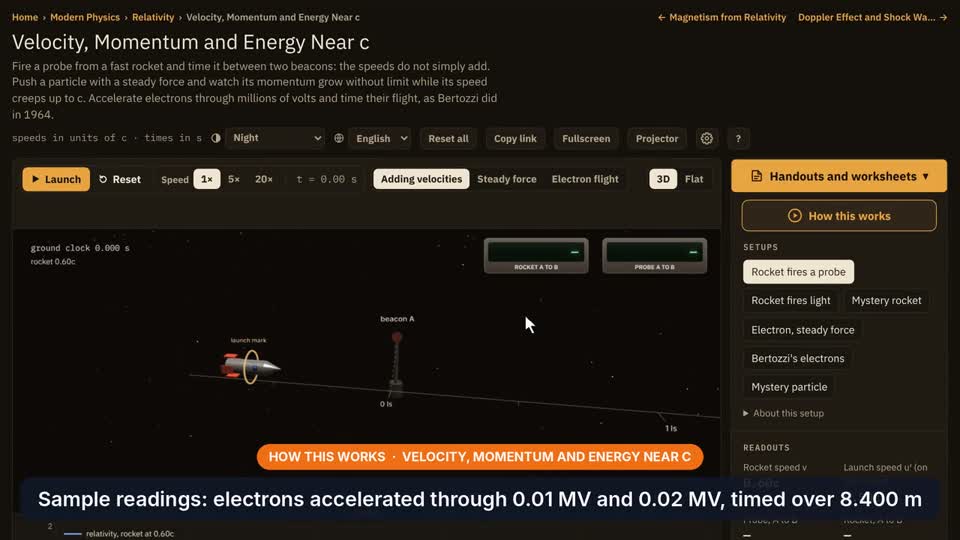 Home › Modern Physics › Relativity › Velocity, Momentum and Energy Near c
← Magnetism from Relativity Doppler Effect and Shock Wa... →
Velocity, Momentum and Energy Near c
Fire a probe from a fast rocket and time it between two beacons: the speeds do not simply add.
Push a particle with a steady force and watch its momentum grow without limit while its speed
creeps up to c. Accelerate electrons through millions of volts and time their flight, as Bertozzi did
in 1964.
speeds in units of c · times in s Night English Reset all Copy link Fullscreen Projector ?
Launch Reset Speed 1× 5× 20× t = 0.00 s Adding velocities Steady force Electron flight 3D Flat
Handouts and worksheets ▾
How this works
SETUPS
Rocket fires a probe
Rocket fires light Mystery rocket
Electron, steady force
Bertozzi's electrons
Mystery particle
▸ About this setup
READOUTS
Rocket speed v Launch speed u' (on
ground clock 0.000 s
rocket 0.60c
ROCKET A TO B PROBE A TO B
beacon A
launch mark
0 ls
1 ls
HOW THIS WORKS · VELOCITY, MOMENTUM AND ENERGY NEAR C
Sample readings: electrons accelerated through 0.01 MV and 0.02 MV, timed over 8.400 m
2
relativity, rocket at 0.60c